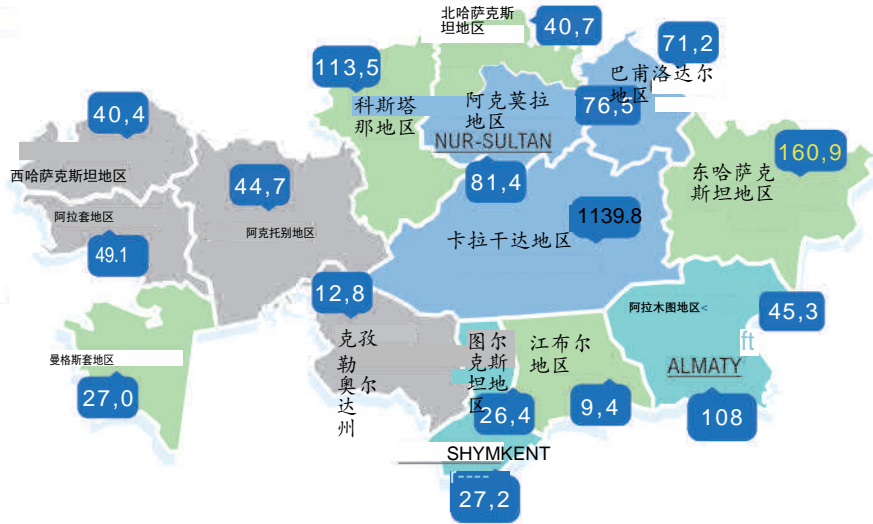 北哈萨克斯
坦地区
40,7
71,2
113,5
巴甫洛达尔
地区
科斯塔
那地区
阿克莫拉
地区
76,5
40,4
NUR-SULTAN
160,9
东哈萨克
斯坦地区
西哈萨克斯坦地区
44,7
81,4
阿拉套地区
阿克托别地区
1139.8
卡拉干达地区
49.1
12,8
阿拉木图地区<
45,3
克孜
勒
奥尔
达
州
图尔
克斯
坦地
区
江布尔
地区
ft
曼格斯套地区
ALMATY
27,0
26,4
9,4
108
SHYMKENT
27,2